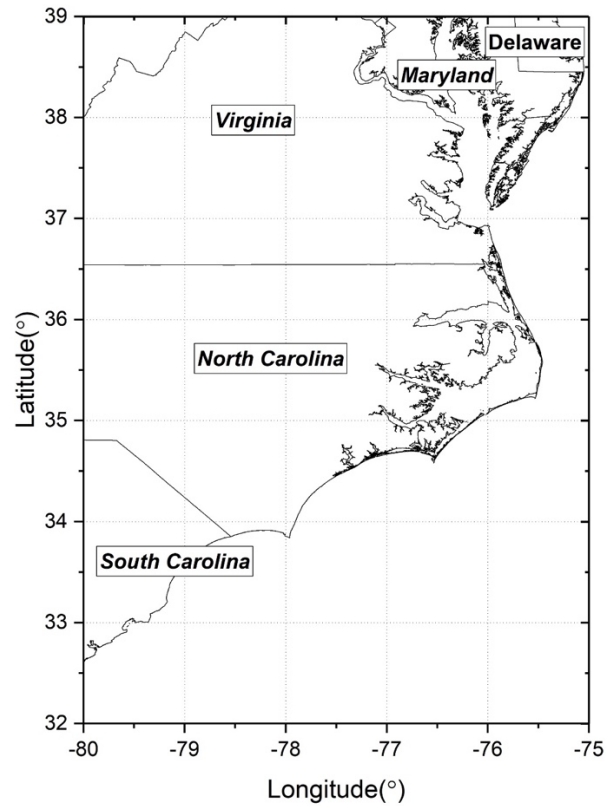 39
38
37
36
35
34
33
32
Latitude(°)
Delaware
Maryland
Virginia
North Carolina
South Carolina
-80 -79 -78 -77 -76 -75
Longitude(°)